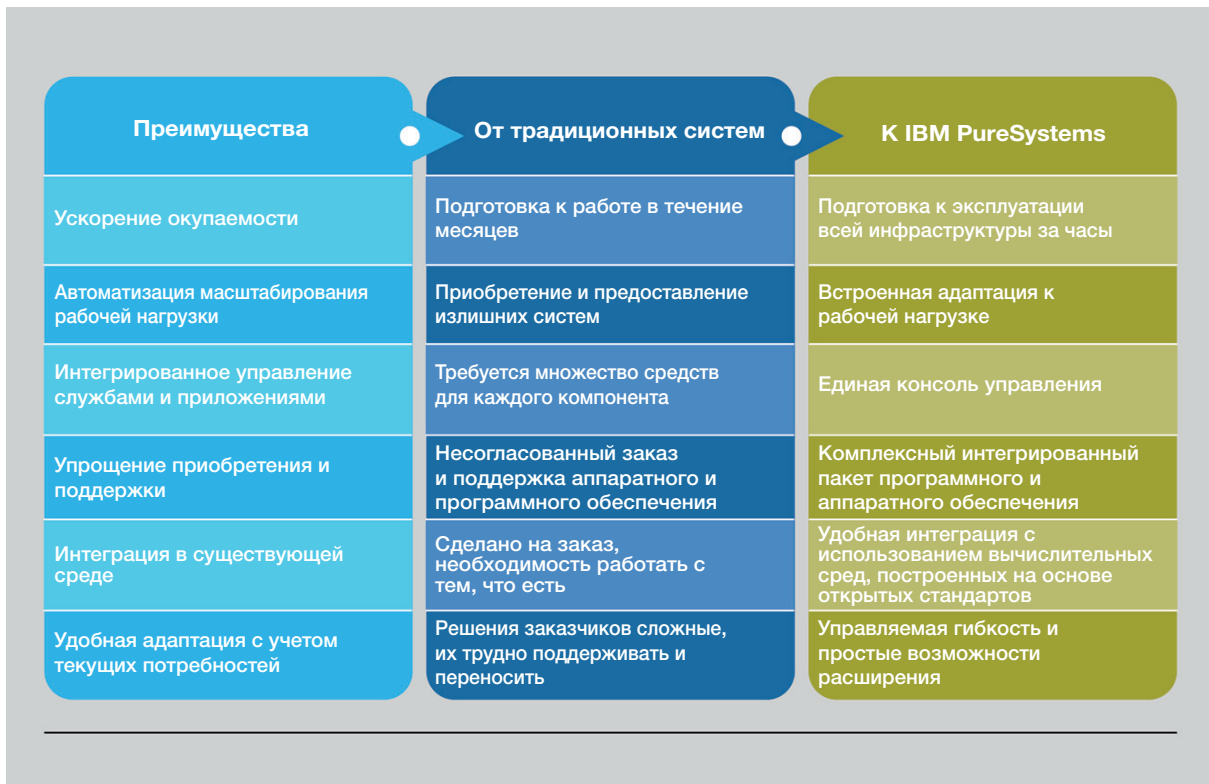 Преимущества
От традиционных систем
К IBM PureSystems
Ускорение окупаемости
Подготовка к работе в течение
месяцев
Подготовка к эксплуатации
всей инфраструктуры за часы
Автоматизация масштабирования
рабочей нагрузки
Приобретение и предоставление
излишних систем
Встроенная адаптация к
рабочей нагрузке
Интегрированное управление
службами и приложениями
Требуется множество средств
для каждого компонента
Единая консоль управления
Упрощение приобретения и
поддержки
Несогласованный заказ
и поддержка аппаратного и
программного обеспечения
Комплексный интегрированный
пакет программного и
аппаратного обеспечения
Интеграция в существующей
среде
Сделано на заказ,
необходимость работать с
тем, что есть
Удобная интеграция с
использованием вычислительных
сред, построенных на основе
открытых стандартов
Удобная адаптация с учетом
текущих потребностей
Решения заказчиков сложные,
их трудно поддерживать и
переносить
Управляемая гибкость и
простые возможности
расширения